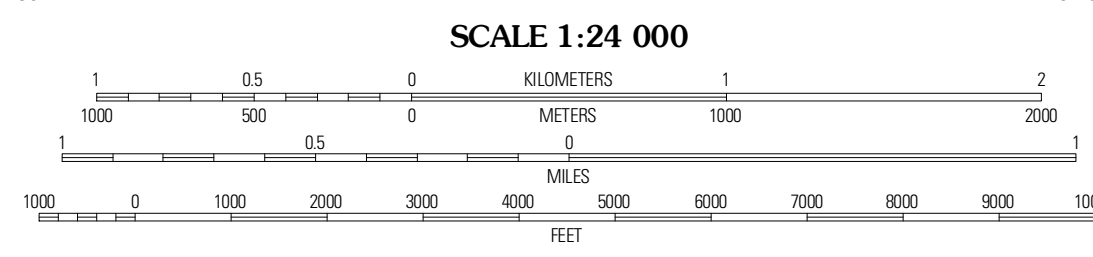 SCALE 1:24 000
1 0.5 0 KILOMETERS 1 2
1000 500 0 METERS 1000 2000
1 0.5 0 1
MILES
1000 0 1000 2000 3000 4000 5000 6000 7000 8000 9000
FEET